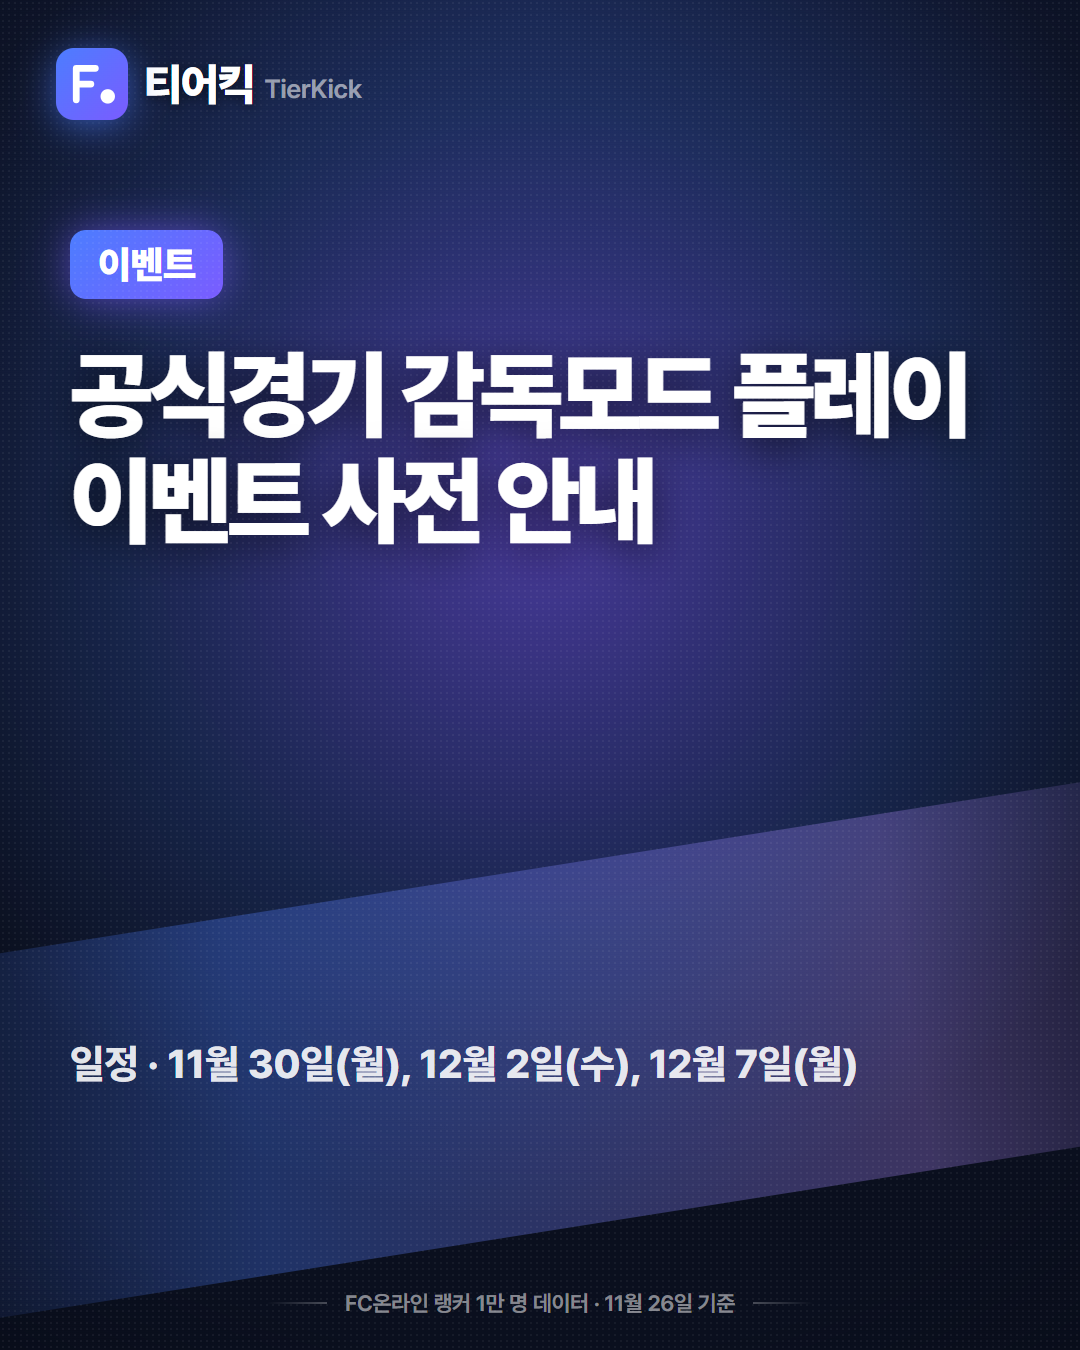 F.
티어킥 TierKick
이벤트
공식경기 감독모드 플레이
이벤트 사전 안내
일정 · 11월 30일(월), 12월 2일(수), 12월 7일(월)
FC온라인 랭커 1만 명 데이터 · 11월 26일 기준